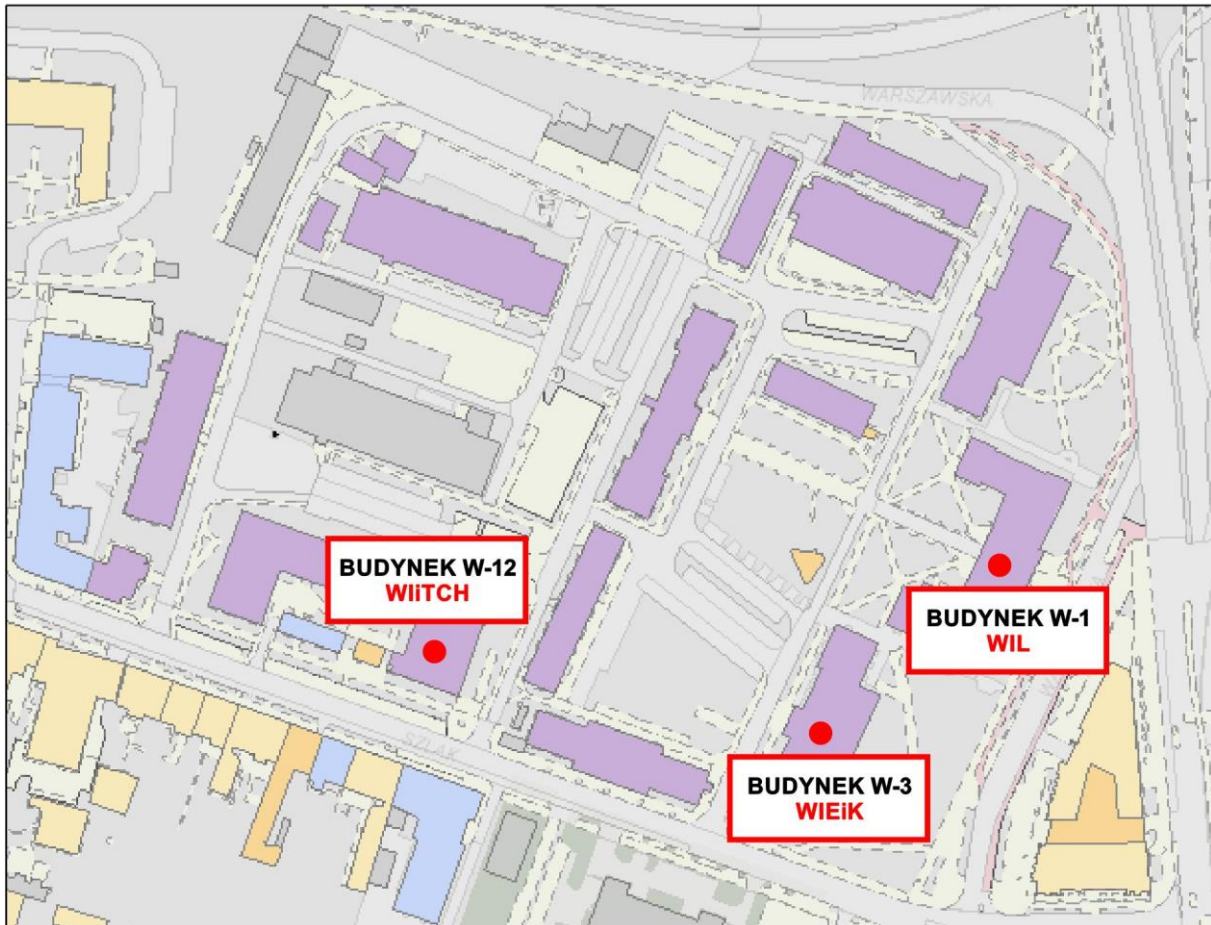 WARSZAWSKA
BUDYNEK W-12
WIiTCH
BUDYNEK W-1
WIL
SZLAK
BUDYNEK W-3
WIEiK